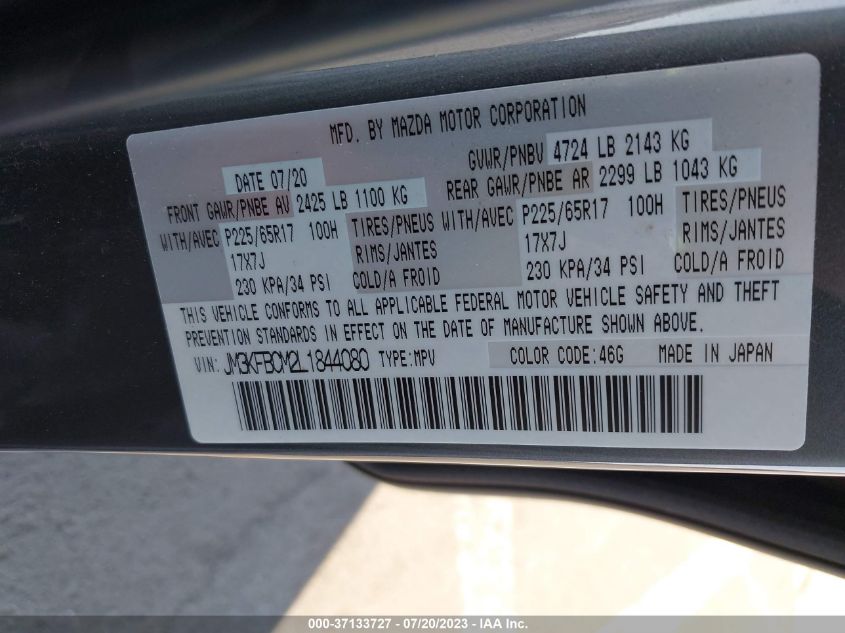 MFD. BY MAZDA MOTOR CORPORATION
DATE 07/20 GVWR/PNBV 4724 LB 2143 KG
FRONT GAWR/PNBE AV 2425 LB 1100 KG REAR GAWR/PNBE AR 2299 LB 1043 KG
WITH/AVEC P225/65R17 100H TIRES/PNEUS WITH/AVEC P225/65R17 100H TIRES/PNEUS
17X7J RIMS/JANTES 17X7J RIMS/JANTES
230 KPA/34 PSI COLD/A FROID 230 KPA/34 PSI COLD/A FROID
THIS VEHICLE CONFORMS TO ALL APPLICABLE FEDERAL MOTOR VEHICLE SAFETY AND THEFT
PREVENTION STANDARDS IN EFFECT ON THE DATE OF MANUFACTURE SHOWN ABOVE.
VIN: JM3KFBCM2L1844080 TYPE:MPV COLOR CODE:46G MADE IN JAPAN
000-37133727 - 07/20/2023 - IAA Inc.